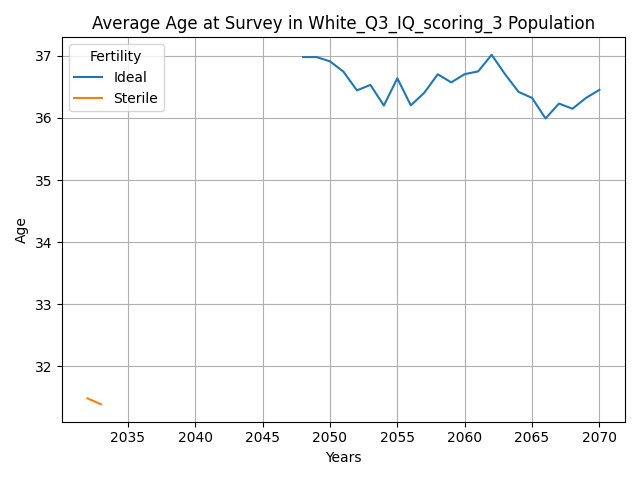 Average Age at Survey in White_Q3_IQ_scoring_3 Population
Fertility
Ideal
Sterile
37
36
35
34
33
32
Age
2035 2040 2045 2050 2055 2060 2065 2070
Years